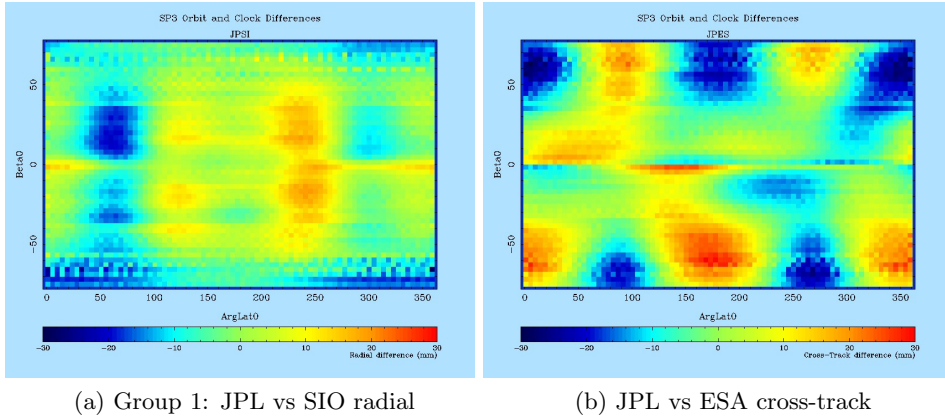 SP3 Orbit and Clock Differences
JPSI
Beta0
50
0
−50
0 50 100 150 200 250 300 350
ArgLat0
−30 −20 −10 0 10 20 30
Radial difference (mm)
(a) Group 1: JPL vs SIO radial
SP3 Orbit and Clock Differences
JPES
Beta0
50
0
−50
0 50 100 150 200 250 300 350
ArgLat0
−30 −20 −10 0 10 20 30
Cross-Track difference (mm)
(b) JPL vs ESA cross-track